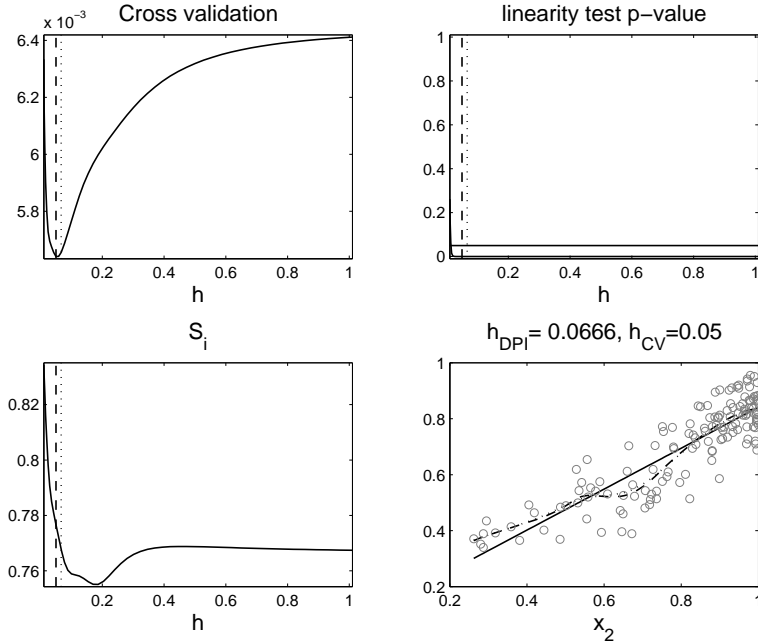 Cross validation
x 10⁻³
6.4
6.2
6
5.8
0.2 0.4 0.6 0.8 1
h
linearity test p−value
1
0.8
0.6
0.4
0.2
0
0.2 0.4 0.6 0.8 1
h
S_i
0.82
0.8
0.78
0.76
0.2 0.4 0.6 0.8 1
h
h_DPI= 0.0666, h_CV=0.05
1
0.8
0.6
0.4
0.2
0.2 0.4 0.6 0.8 1
x_2